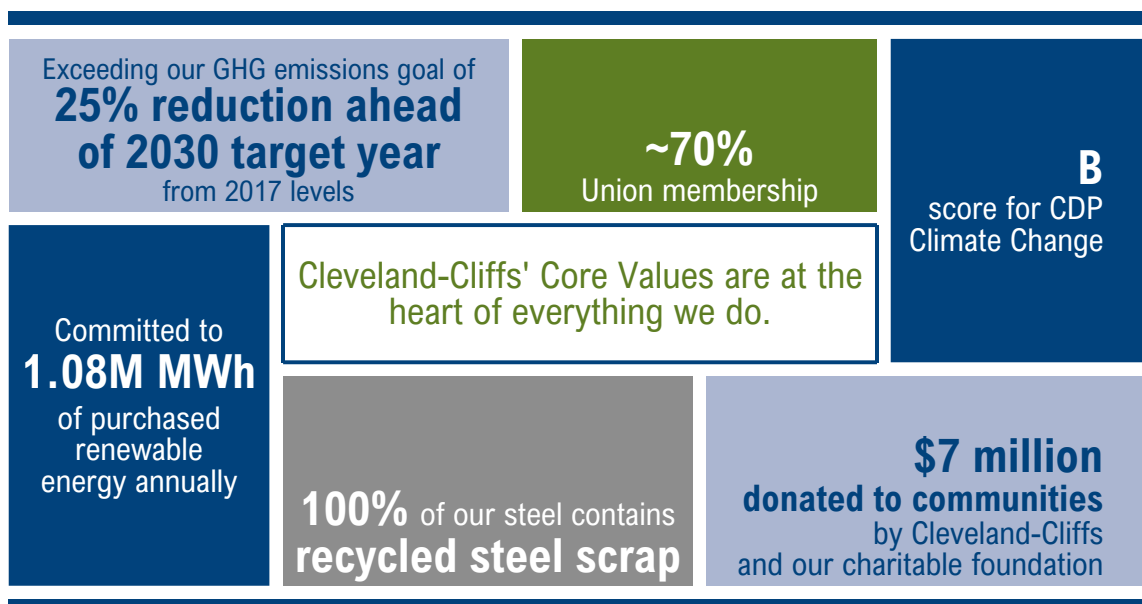 Exceeding our GHG emissions goal of
25% reduction ahead
of 2030 target year
from 2017 levels
~70%
Union membership
B
score for CDP
Climate Change
Committed to
1.08M MWh
of purchased
renewable
energy annually
Cleveland-Cliffs' Core Values are at the
heart of everything we do.
100% of our steel contains
recycled steel scrap
$7 million
donated to communities
by Cleveland-Cliffs
and our charitable foundation